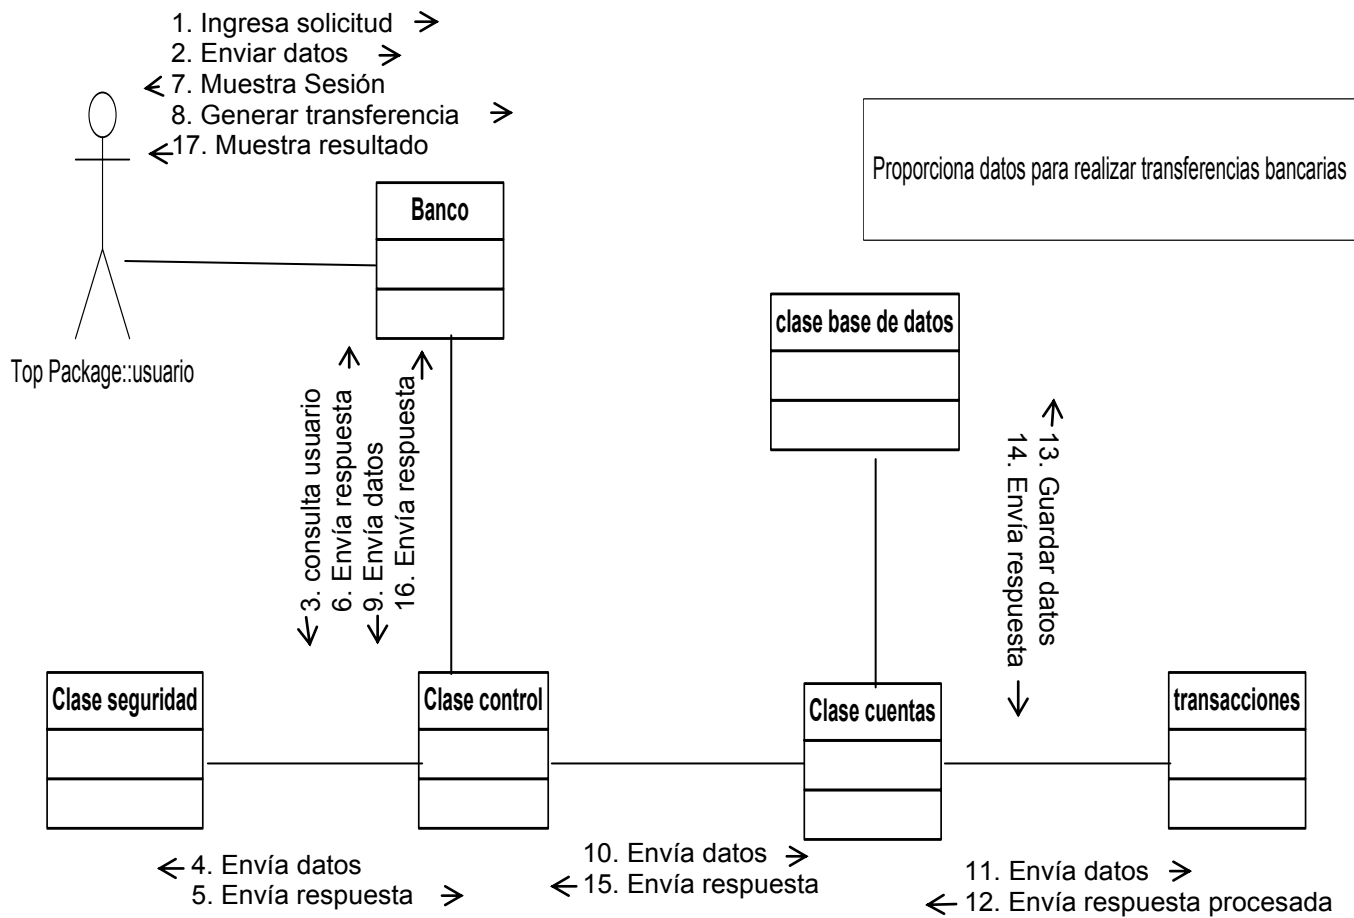 1. Ingresa solicitud
2. Enviar datos
7. Muestra Sesión
8. Generar transferencia
17. Muestra resultado
Proporciona datos para realizar transferencias bancarias
Banco
Top Package::usuario
clase base de datos
3. consulta usuario
6. Envía respuesta
9. Envía datos
16. Envía respuesta
13. Guardar datos
14. Envía respuesta
Clase seguridad
Clase control
Clase cuentas
transacciones
4. Envía datos
5. Envía respuesta
10. Envía datos
15. Envía respuesta
11. Envía datos
12. Envía respuesta procesada